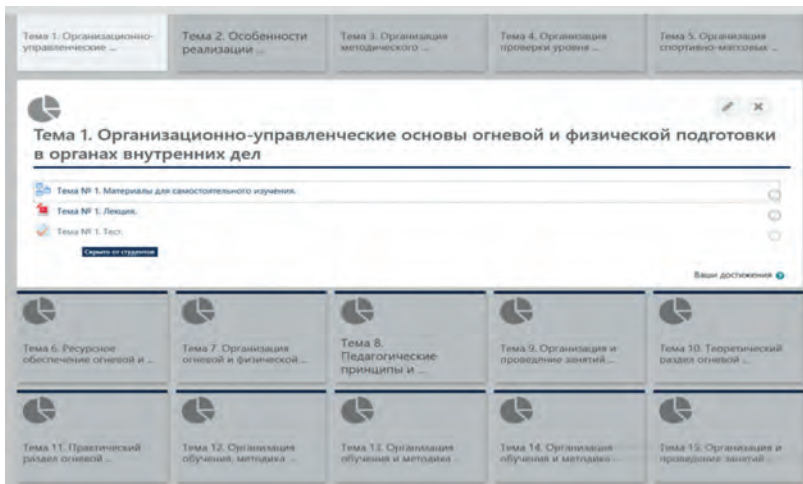 Тема 1. Организационно-
управленческие ...
Тема 2. Особенности
реализации ...
Тема 3. Организация
методического ...
Тема 4. Организация
проверки уровня ...
Тема 5. Организация
спортивно-массовых ...
Тема 1. Организационно-управленческие основы огневой и физической подготовки
в органах внутренних дел
Тема № 1. Материалы для самостоятельного изучения.
Тема № 1. Лекция.
Тема № 1. Тест.
Скрыто от студентов
Ваши достижения
Тема 6. Ресурсное
обеспечение огневой и ...
Тема 7. Организация
огневой и физической ...
Тема 8.
Педагогические
принципы и ...
Тема 9. Организация и
проведение занятий ...
Тема 10. Теоретический
раздел огневой ...
Тема 11. Практический
раздел огневой ...
Тема 12. Организация
обучения, методика ...
Тема 13. Организация
обучения и методика ...
Тема 14. Организация
обучения и методика ...
Тема 15. Организация и
проведение занятий ...